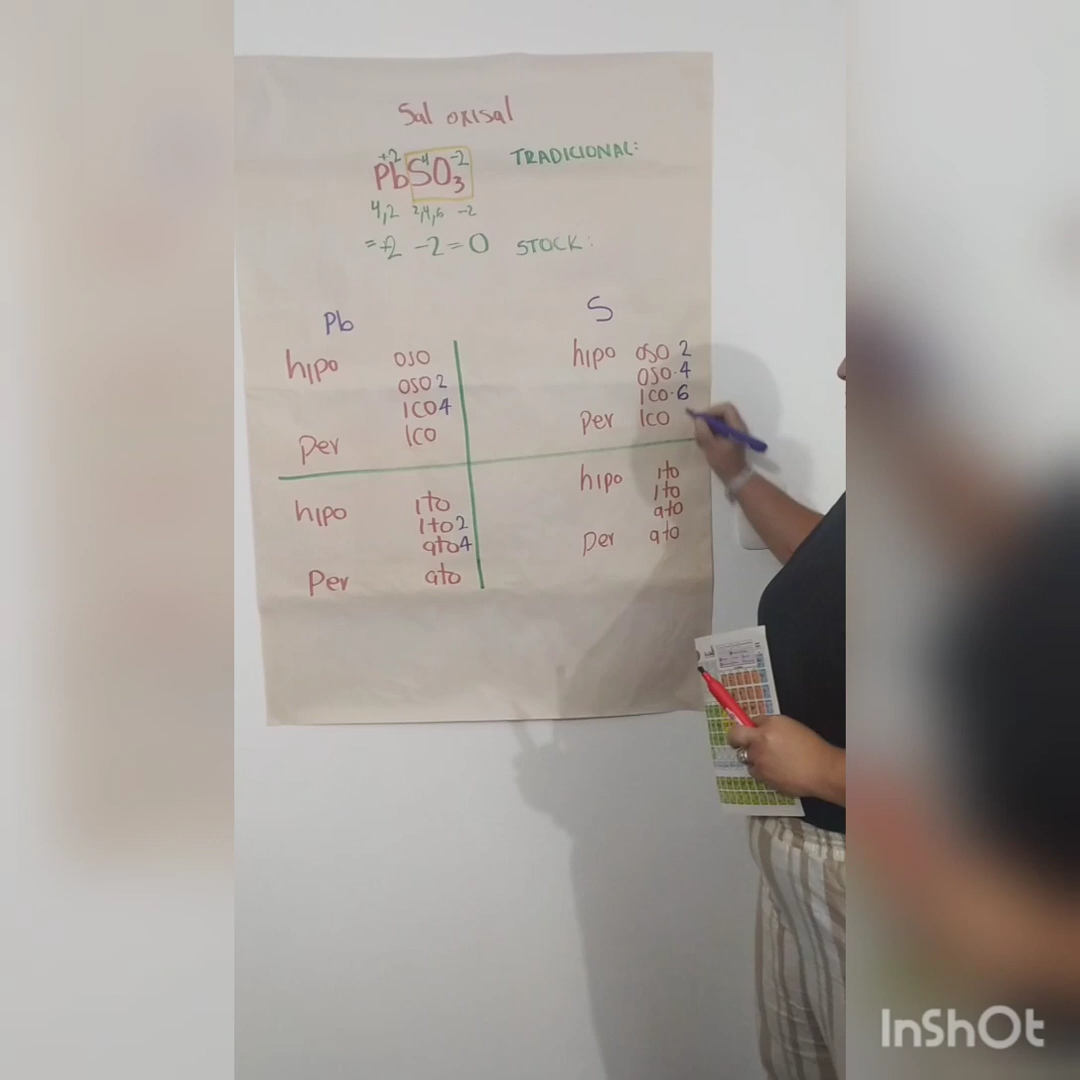 Sal oxisal
+2 4 -2
PbSO3
TRADICIONAL:
4,2 2,4,6 -2
=+2 -2=0
STOCK:
Pb
hipo oso
oso 2
ico 4
Per ico
hipo ito
ito 2
ato 4
Per ato
S
hipo oso 2
oso·4
ico·6
per ico
hipo ito
ito
ato
per ato
InShOt